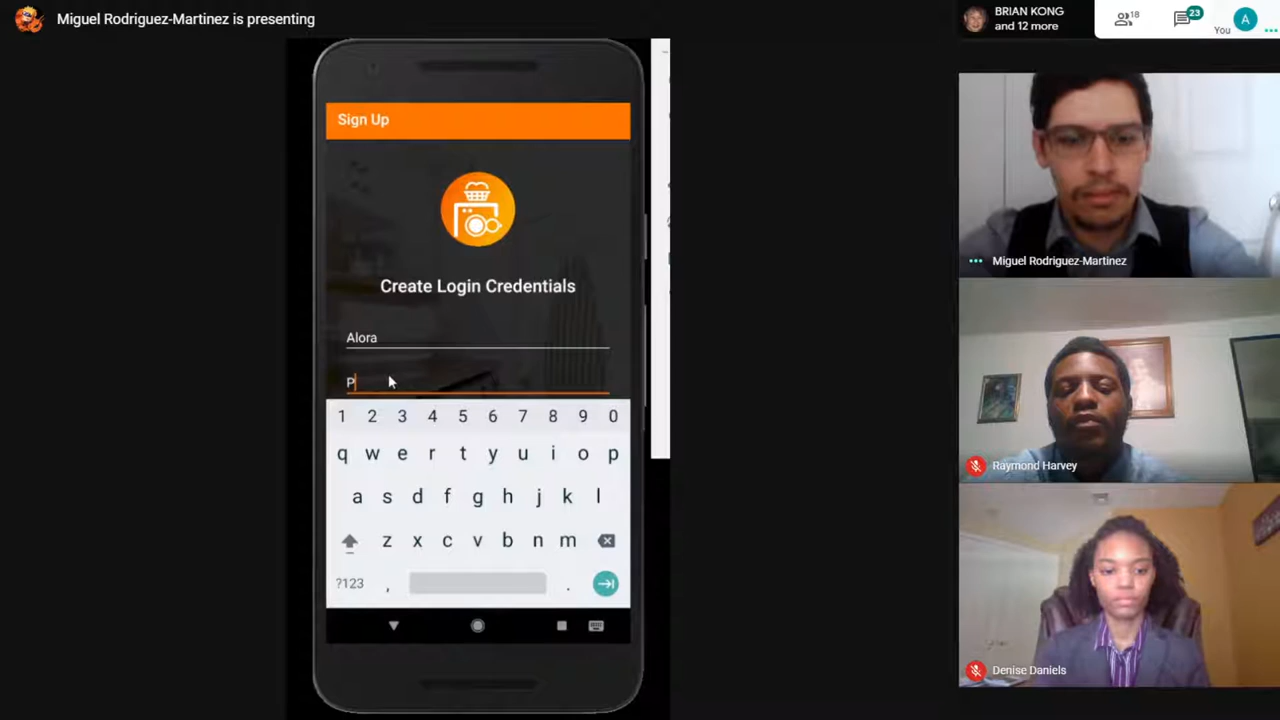 Miguel Rodriguez-Martinez is presenting
BRIAN KONG
and 12 more
18
23
You
A
Sign Up
Create Login Credentials
Alora
P
1 2 3 4 5 6 7 8 9 0
q w e r t y u i o p
a s d f g h j k l
z x c v b n m
?123 , .
Miguel Rodriguez-Martinez
Raymond Harvey
Denise Daniels